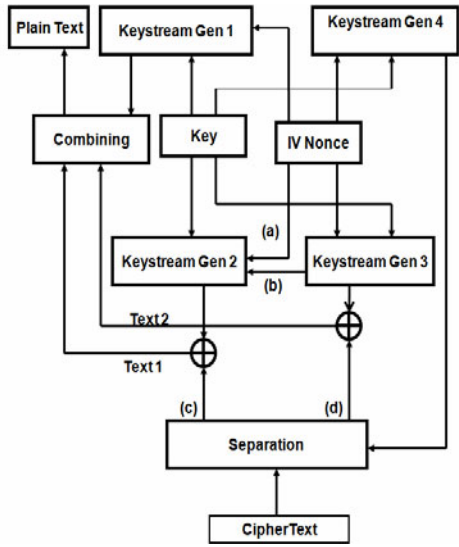 Plain Text
Keystream Gen 1
Keystream Gen 4
Combining
Key
IV Nonce
(a)
Keystream Gen 2
Keystream Gen 3
(b)
Text 2
Text 1
(c)
(d)
Separation
CipherText